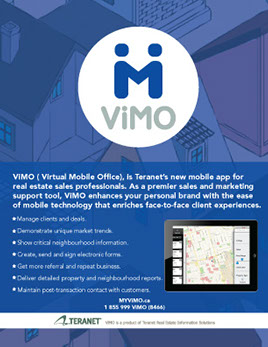 ViMO
VIMO ( Virtual Mobile Office), is Teranet's new mobile app for
real estate sales professionals. As a premier sales and marketing
support tool, VIMO enhances your personal brand with the ease
of mobile technology that enriches face-to-face client experiences.
• Manage clients and deals.
• Demonstrate unique market trends.
• Show critical neighbourhood information.
• Create, send and sign electronic forms.
• Get more referral and repeat business.
• Deliver detailed property and neighbourhood reports.
• Maintain post-transaction contact with customers.
MYVIMO.ca
1 855 999 VIMO (8466)
TERANET
VIMO is a product of Teranet Real Estate Information Solutions